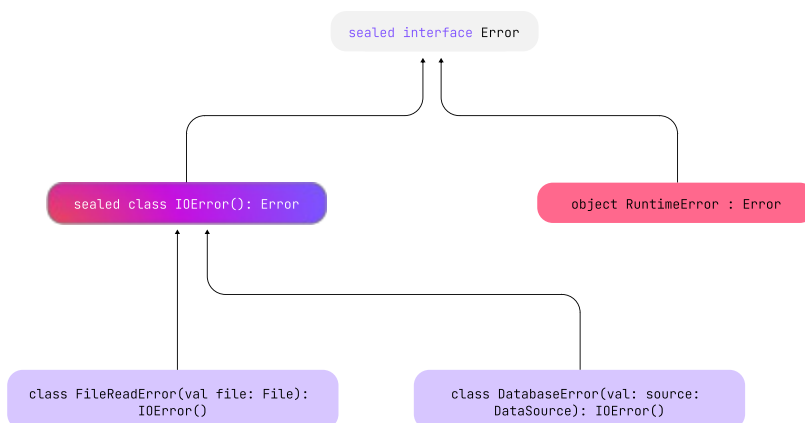 sealed interface Error
sealed class IOError(): Error
object RuntimeError : Error
class FileReadError(val file: File):
IOError()
class DatabaseError(val: source:
DataSource): IOError()